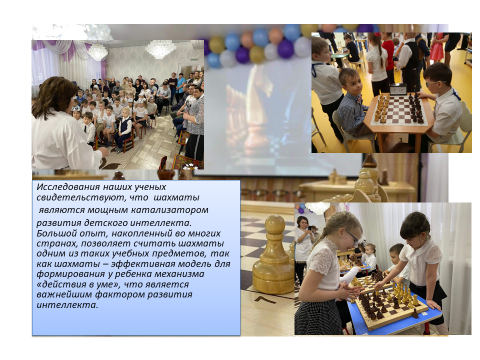 Исследования наших ученых
свидетельствуют, что  шахматы
являются мощным катализатором
развития детского интеллекта.
Большой опыт, накопленный во многих
странах, позволяет считать шахматы
одним из таких учебных предметов, так
как шахматы – эффективная модель для
формирования у ребенка механизма
«действия в уме», что является
важнейшим фактором развития
интеллекта.